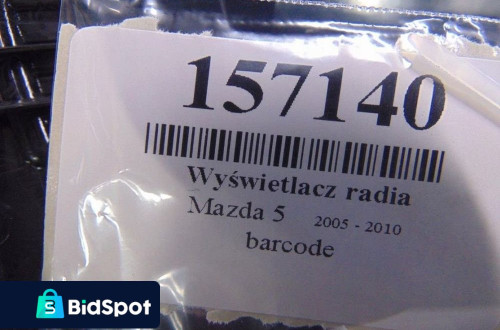 157140
Wyświetlacz radia
Mazda 5 2005 - 2010
barcode
S BidSpot